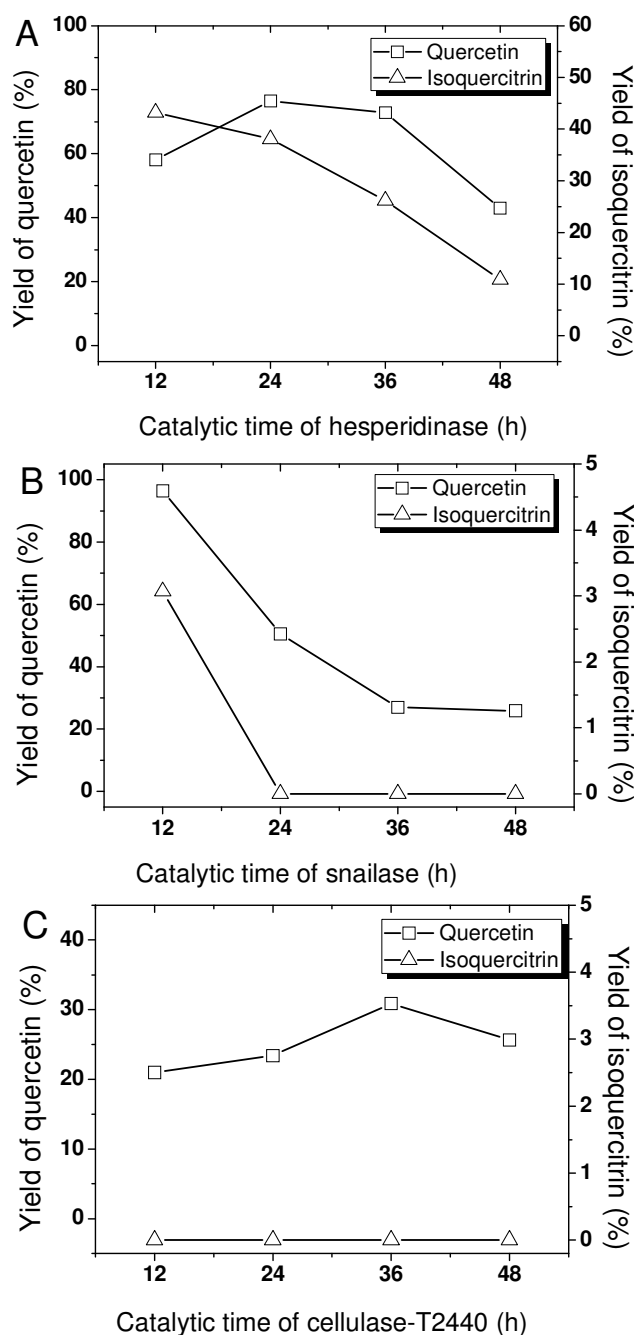 A
Yield of quercetin (%)
100
80
60
40
20
0
Quercetin
Isoquercitrin
60
50
40
30
20
10
0
Yield of isoquercitrin (%)
12 24 36 48
Catalytic time of hesperidinase (h)
B
Yield of quercetin (%)
100
80
60
40
20
0
Quercetin
Isoquercitrin
5
4
3
2
1
0
Yield of isoquercitrin (%)
12 24 36 48
Catalytic time of snailase (h)
C
Yield of quercetin (%)
40
30
20
10
0
Quercetin
Isoquercitrin
5
4
3
2
1
0
Yield of isoquercitrin (%)
12 24 36 48
Catalytic time of cellulase-T2440 (h)